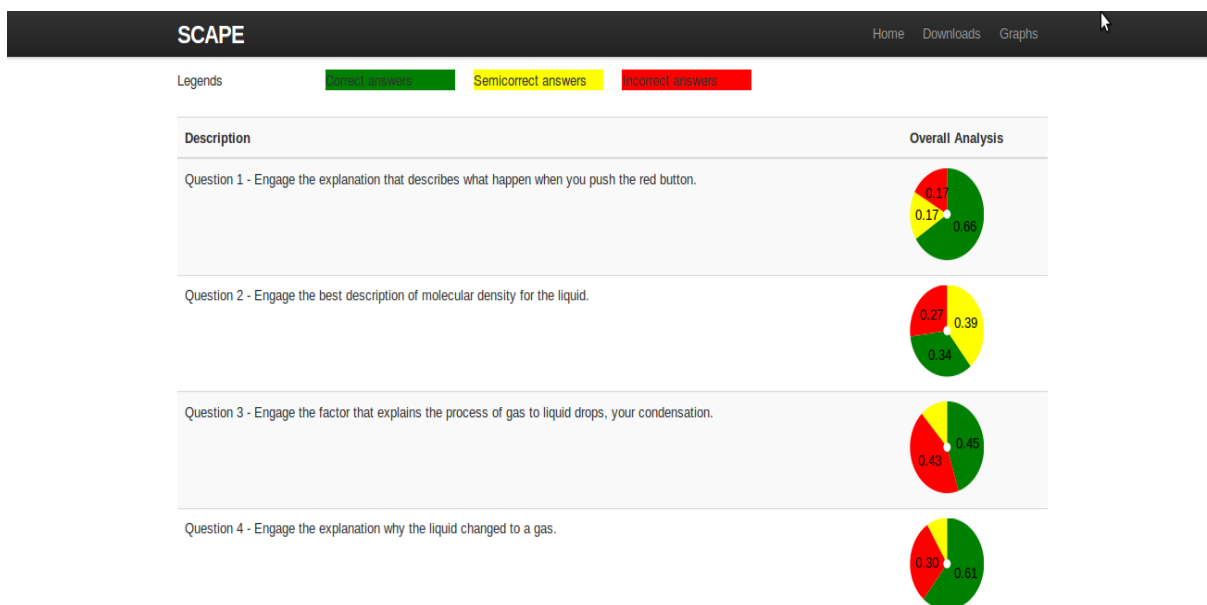 SCAPE
Home Downloads Graphs
Legends Correct answers Semicorrect answers Incorrect answers
Description Overall Analysis
Question 1 - Engage the explanation that describes what happen when you push the red button.
0.17
0.17
0.66
Question 2 - Engage the best description of molecular density for the liquid.
0.27
0.39
0.34
Question 3 - Engage the factor that explains the process of gas to liquid drops, your condensation.
0.45
0.43
Question 4 - Engage the explanation why the liquid changed to a gas.
0.30
0.61